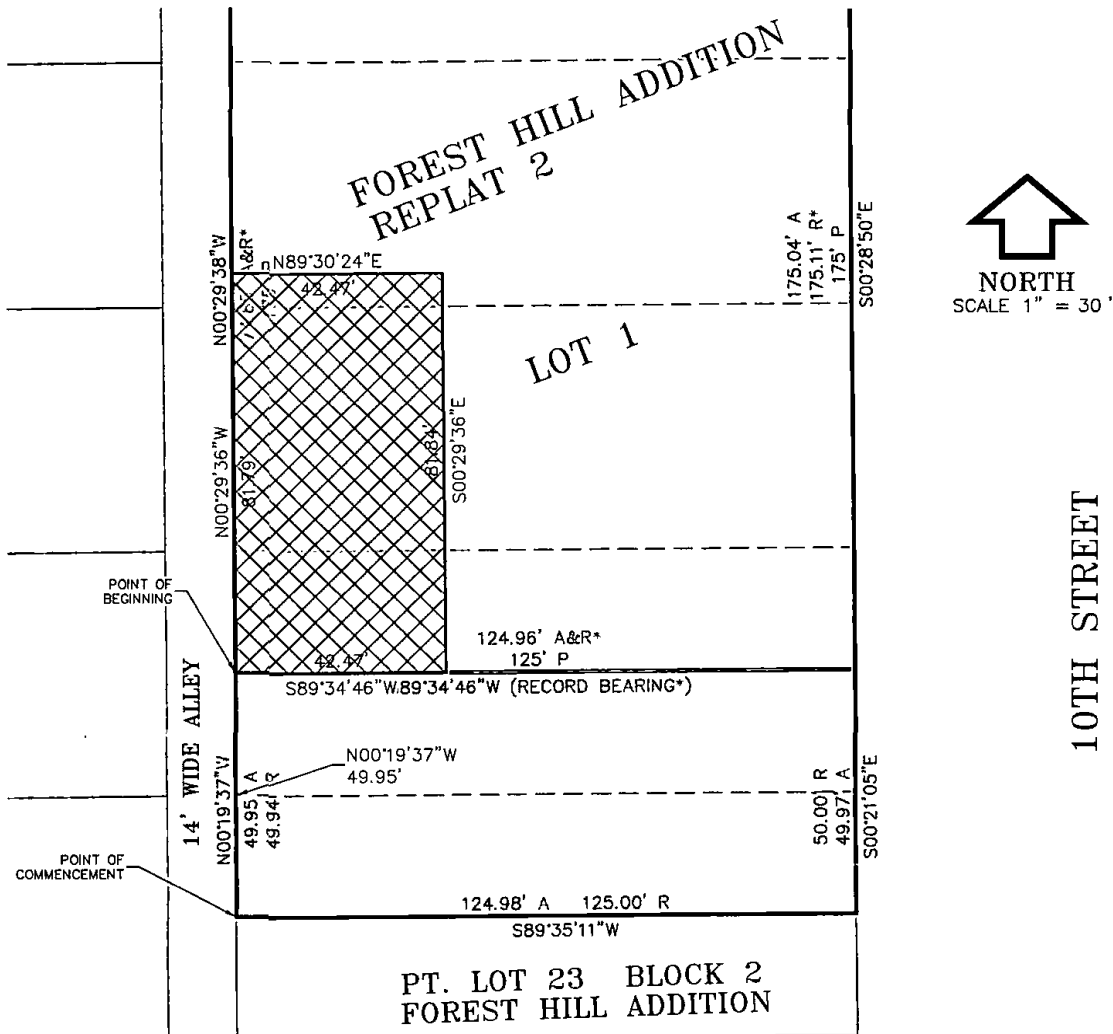 FOREST HILL ADDITION
REPLAT 2
N00°29'38"W
A&R*
N89°30'24"E
42.47'
175.04' A
175.11' R*
175' P
S00°28'50"E
NORTH
SCALE 1" = 30'
LOT 1
N00°29'36"W
81.79'
81.84'
S00°29'36"E
10TH STREET
POINT OF
BEGINNING
42.47'
124.96' A&R*
125' P
S89°34'46"W
89°34'46"W (RECORD BEARING*)
14' WIDE ALLEY
N00°19'37"W
49.95'
N00°19'37"W
49.95 A
49.94 R
50.00' R
49.97' A
S00°21'05"E
POINT OF
COMMENCEMENT
124.98' A 125.00' R
S89°35'11"W
PT. LOT 23 BLOCK 2
FOREST HILL ADDITION